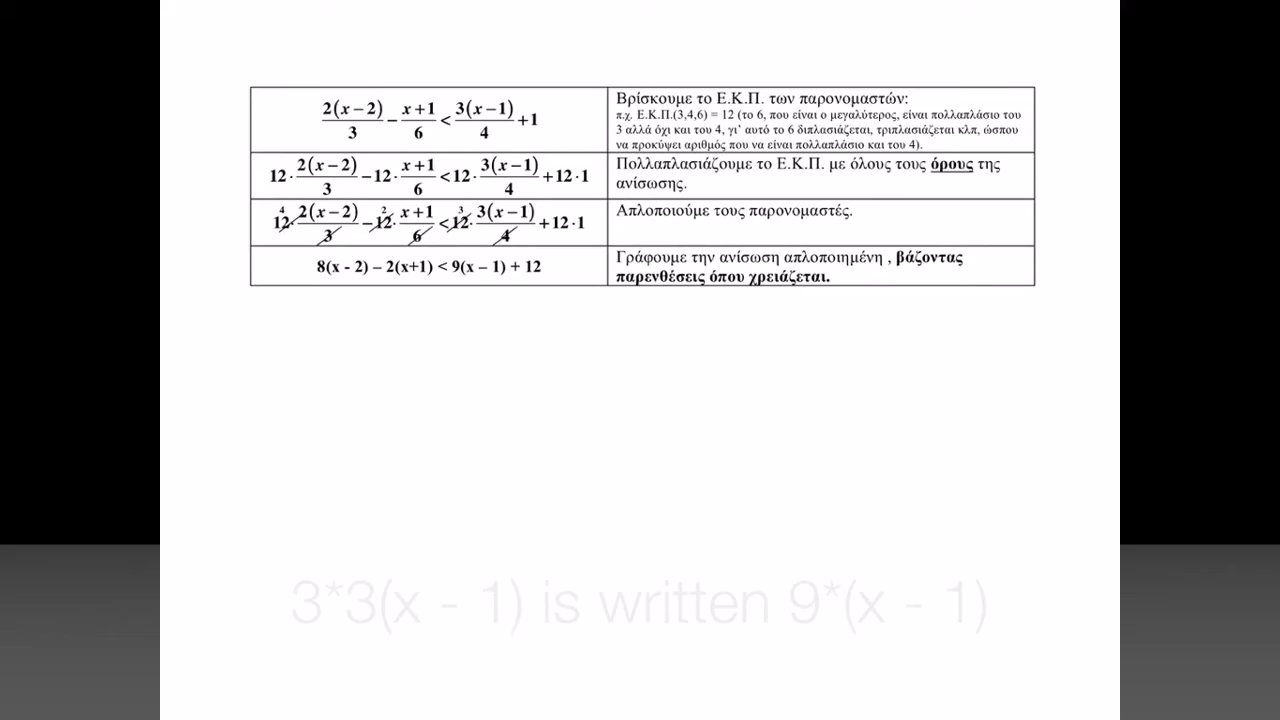 2(x−2)/3 − x+1/6 < 3(x−1)/4 + 1
Βρίσκουμε το Ε.Κ.Π. των παρονομαστών:
π.χ. Ε.Κ.Π.(3,4,6) = 12 (το 6, που είναι ο μεγαλύτερος, είναι πολλαπλάσιο του
3 αλλά όχι και του 4, γι’ αυτό το 6 διπλασιάζεται, τριπλασιάζεται κλπ, ώσπου
να προκύψει αριθμός που να είναι πολλαπλάσιο και του 4).
12· 2(x−2)/3 −12· x+1/6 <12· 3(x−1)/4 +12·1
Πολλαπλασιάζουμε το Ε.Κ.Π. με όλους τους όρους της
ανίσωσης.
4 2 3
12· 2(x−2)/3 −12· x+1/6 <12· 3(x−1)/4 +12·1
Απλοποιούμε τους παρονομαστές.
8(x - 2) – 2(x+1) < 9(x – 1) + 12
Γράφουμε την ανίσωση απλοποιημένη , βάζοντας
παρενθέσεις όπου χρειάζεται.
3*3(x - 1) is written 9*(x - 1)